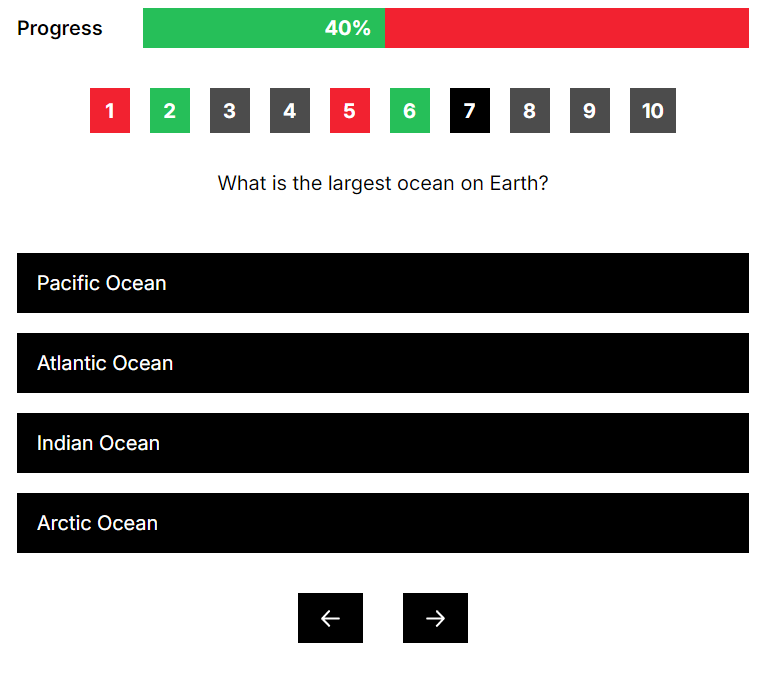 Progress 40%
1 2 3 4 5 6 7 8 9 10
What is the largest ocean on Earth?
Pacific Ocean
Atlantic Ocean
Indian Ocean
Arctic Ocean
← →